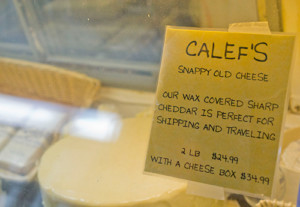 CALEF'S
SNAPPY OLD CHEESE
OUR WAX COVERED SHARP
CHEDDAR IS PERFECT FOR
SHIPPING AND TRAVELING
2 LB $24.99
WITH A CHEESE BOX $34.99